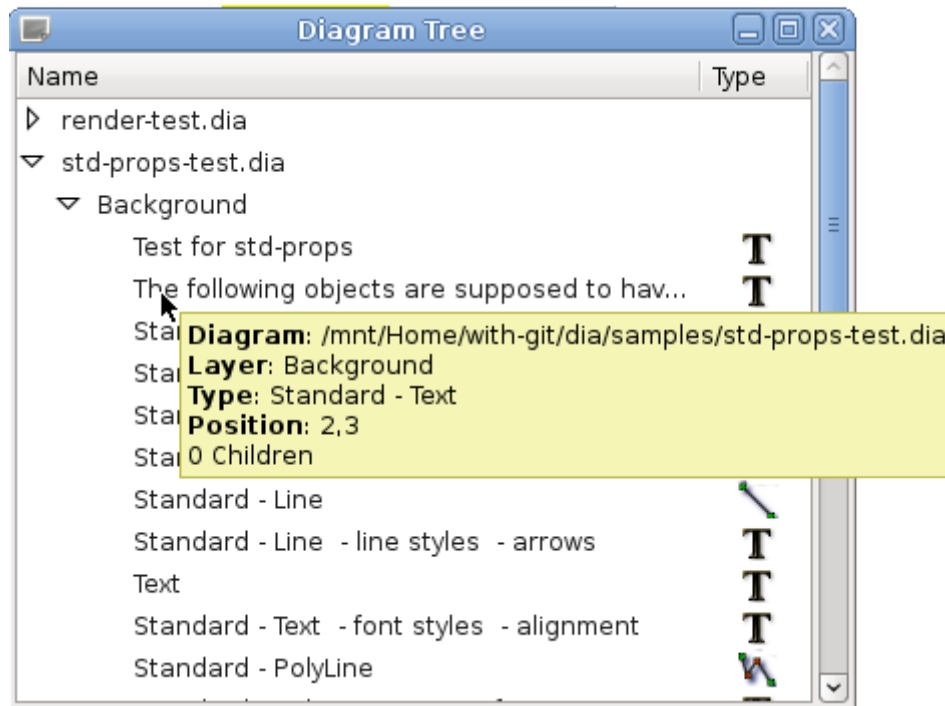 Diagram Tree
Name Type
render-test.dia
std-props-test.dia
Background
Test for std-props
The following objects are supposed to hav...
Diagram: /mnt/Home/with-git/dia/samples/std-props-test.dia
Layer: Background
Type: Standard - Text
Position: 2,3
0 Children
Standard - Line
Standard - Line - line styles - arrows
Text
Standard - Text - font styles - alignment
Standard - PolyLine